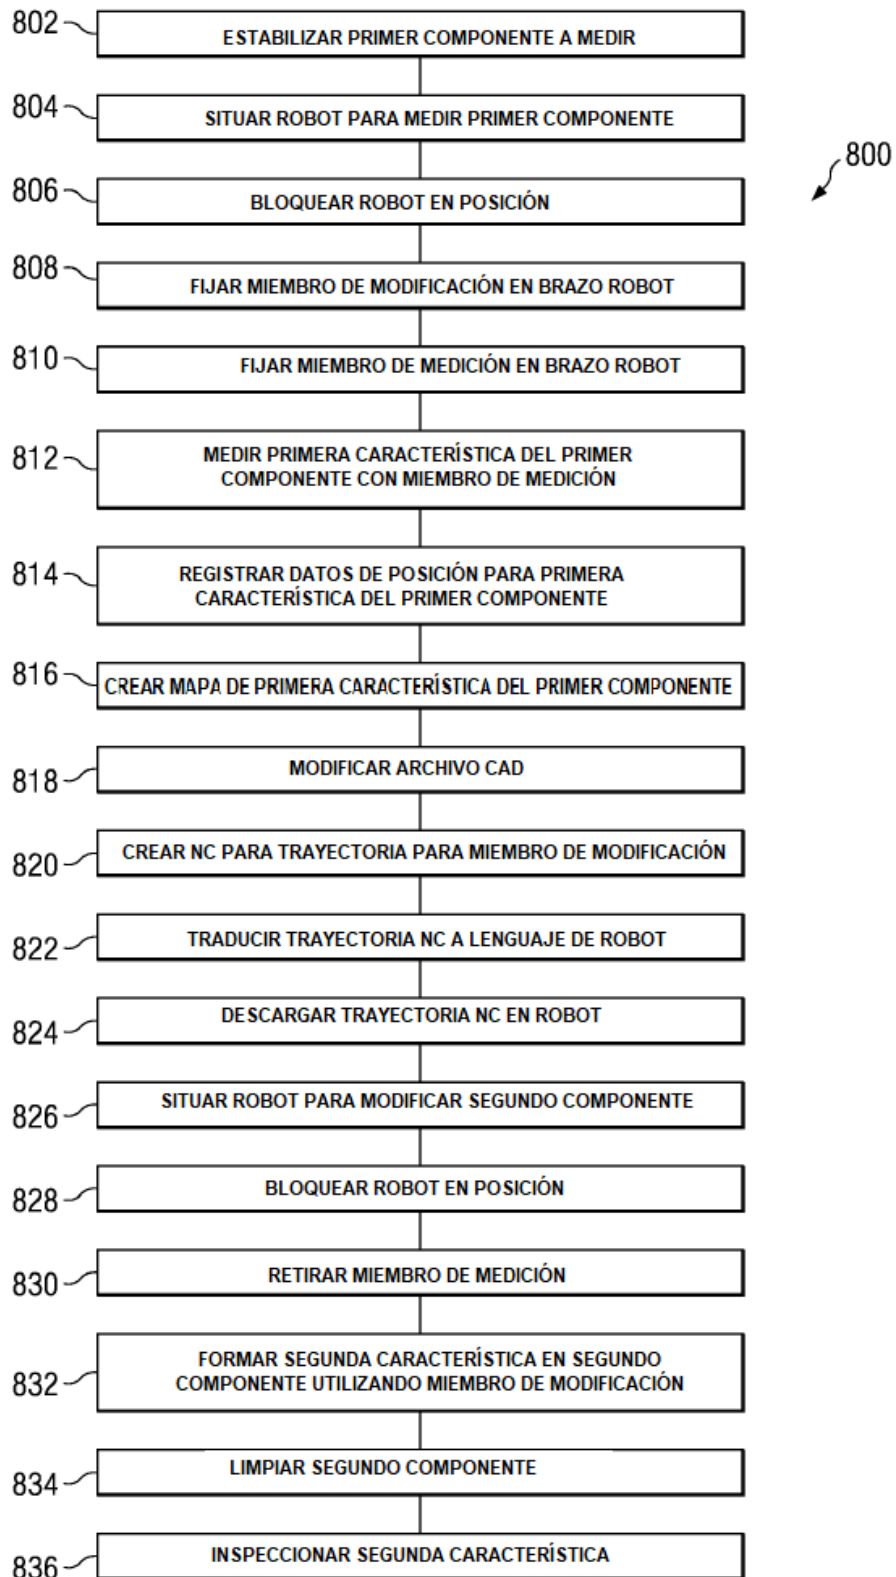 802
ESTABILIZAR PRIMER COMPONENTE A MEDIR
804
SITUAR ROBOT PARA MEDIR PRIMER COMPONENTE
800
806
BLOQUEAR ROBOT EN POSICIÓN
808
FIJAR MIEMBRO DE MODIFICACIÓN EN BRAZO ROBOT
810
FIJAR MIEMBRO DE MEDICIÓN EN BRAZO ROBOT
812
MEDIR PRIMERA CARACTERÍSTICA DEL PRIMER
COMPONENTE CON MIEMBRO DE MEDICIÓN
814
REGISTRAR DATOS DE POSICIÓN PARA PRIMERA
CARACTERÍSTICA DEL PRIMER COMPONENTE
816
CREAR MAPA DE PRIMERA CARACTERÍSTICA DEL PRIMER COMPONENTE
818
MODIFICAR ARCHIVO CAD
820
CREAR NC PARA TRAYECTORIA PARA MIEMBRO DE MODIFICACIÓN
822
TRADUCIR TRAYECTORIA NC A LENGUAJE DE ROBOT
824
DESCARGAR TRAYECTORIA NC EN ROBOT
826
SITUAR ROBOT PARA MODIFICAR SEGUNDO COMPONENTE
828
BLOQUEAR ROBOT EN POSICIÓN
830
RETIRAR MIEMBRO DE MEDICIÓN
832
FORMAR SEGUNDA CARACTERÍSTICA EN SEGUNDO
COMPONENTE UTILIZANDO MIEMBRO DE MODIFICACIÓN
834
LIMPIAR SEGUNDO COMPONENTE
836
INSPECCIONAR SEGUNDA CARACTERÍSTICA